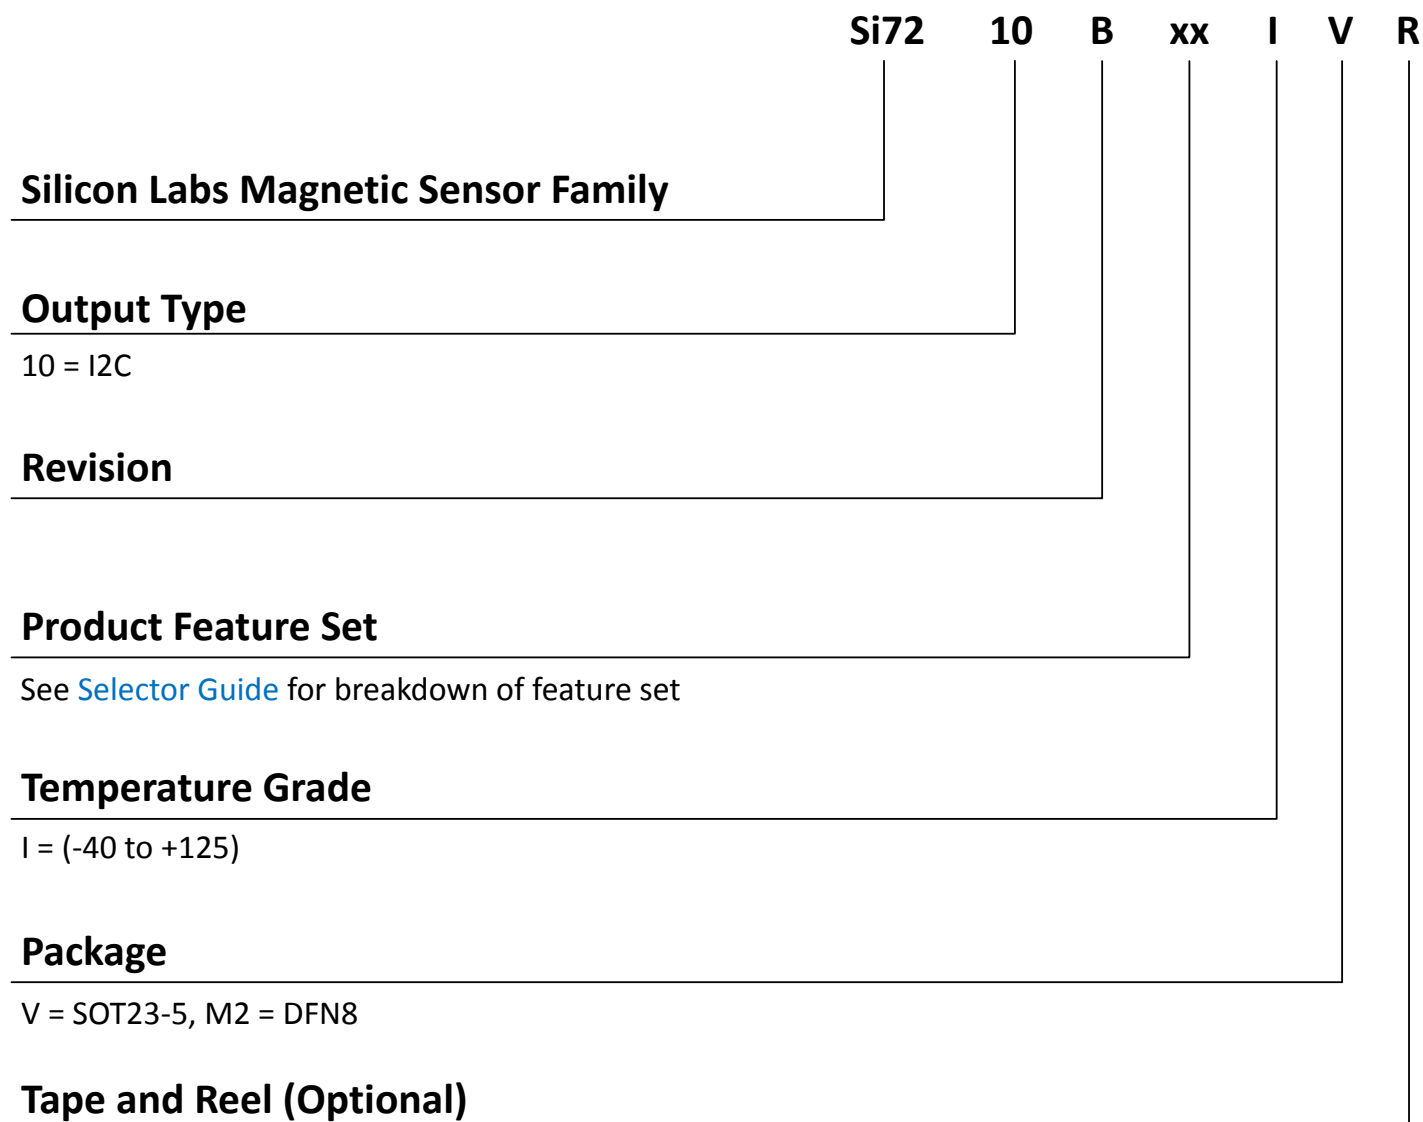 Si72 10 B xx I V R
Silicon Labs Magnetic Sensor Family
Output Type
10 = I2C
Revision
Product Feature Set
See Selector Guide for breakdown of feature set
Temperature Grade
I = (-40 to +125)
Package
V = SOT23-5, M2 = DFN8
Tape and Reel (Optional)